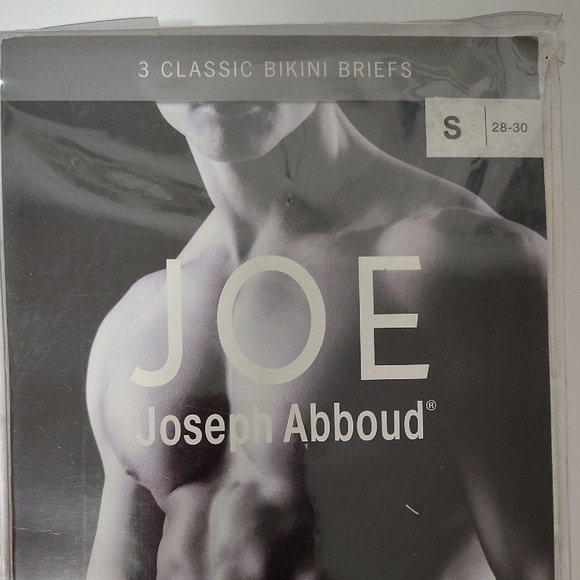 3 CLASSIC BIKINI BRIEFS
S 28-30
JOE
Joseph Abboud®